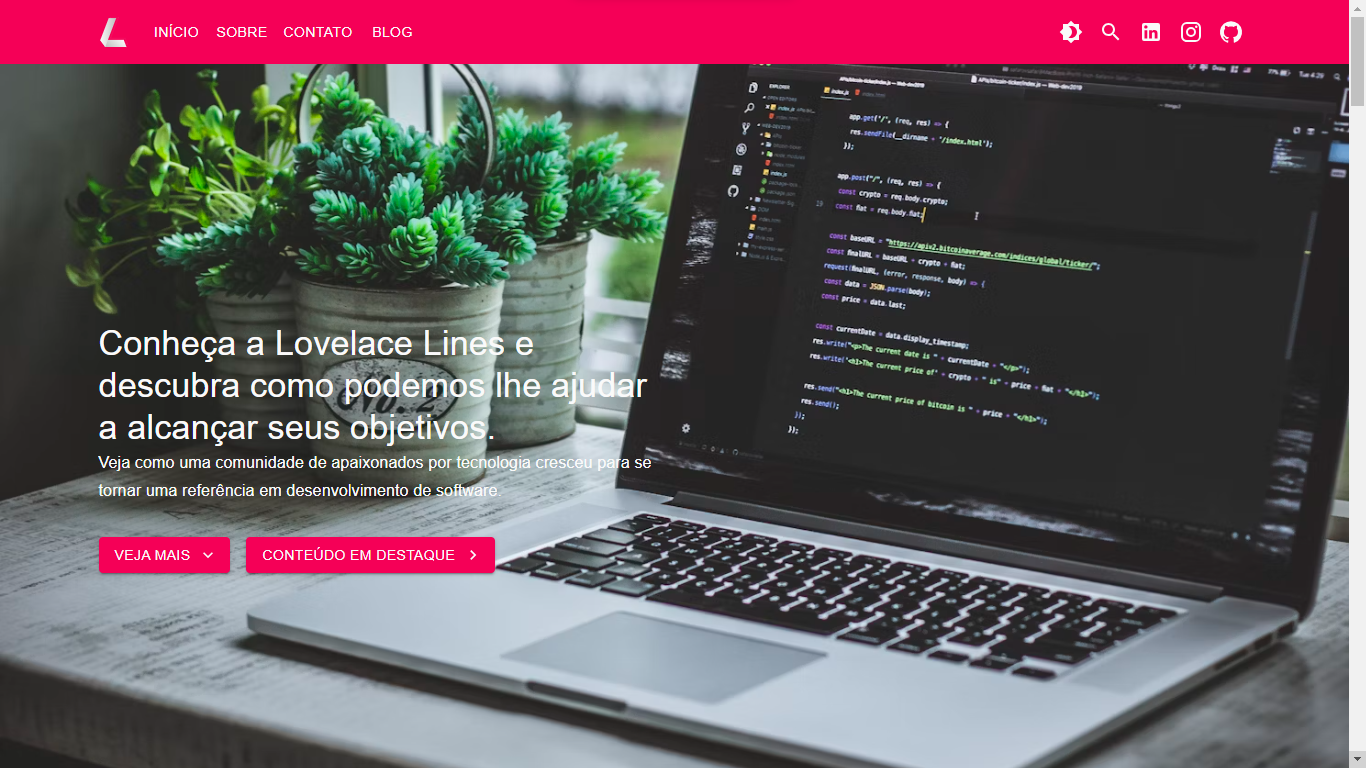 INÍCIO SOBRE CONTATO BLOG
Conheça a Lovelace Lines e
descubra como podemos lhe ajudar
a alcançar seus objetivos.
Veja como uma comunidade de apaixonados por tecnologia cresceu para se
tornar uma referência em desenvolvimento de software.
VEJA MAIS
CONTEÚDO EM DESTAQUE
No. 2
index.js
app.get("/", (req, res) => {
res.sendFile(__dirname + '/index.html');
});
app.post("/", (req, res) => {
const crypto = req.body.crypto;
19 const fiat = req.body.fiat;
const baseURL = "https://apiv2.bitcoinaverage.com/indices/global/ticker/";
const finalURL = baseURL + crypto + fiat;
request(finalURL, (error, response, body) => {
const data = JSON.parse(body);
const price = data.last;
const currentDate = data.display_timestamp;
res.write("<p>The current date is " + currentDate + "</p>");
res.write('<h1>The current price of' + crypto + " is" + price + fiat + "</h1>");
res.send("<h1>The current price of bitcoin is " + price + "</h1>");
res.send();
});
});